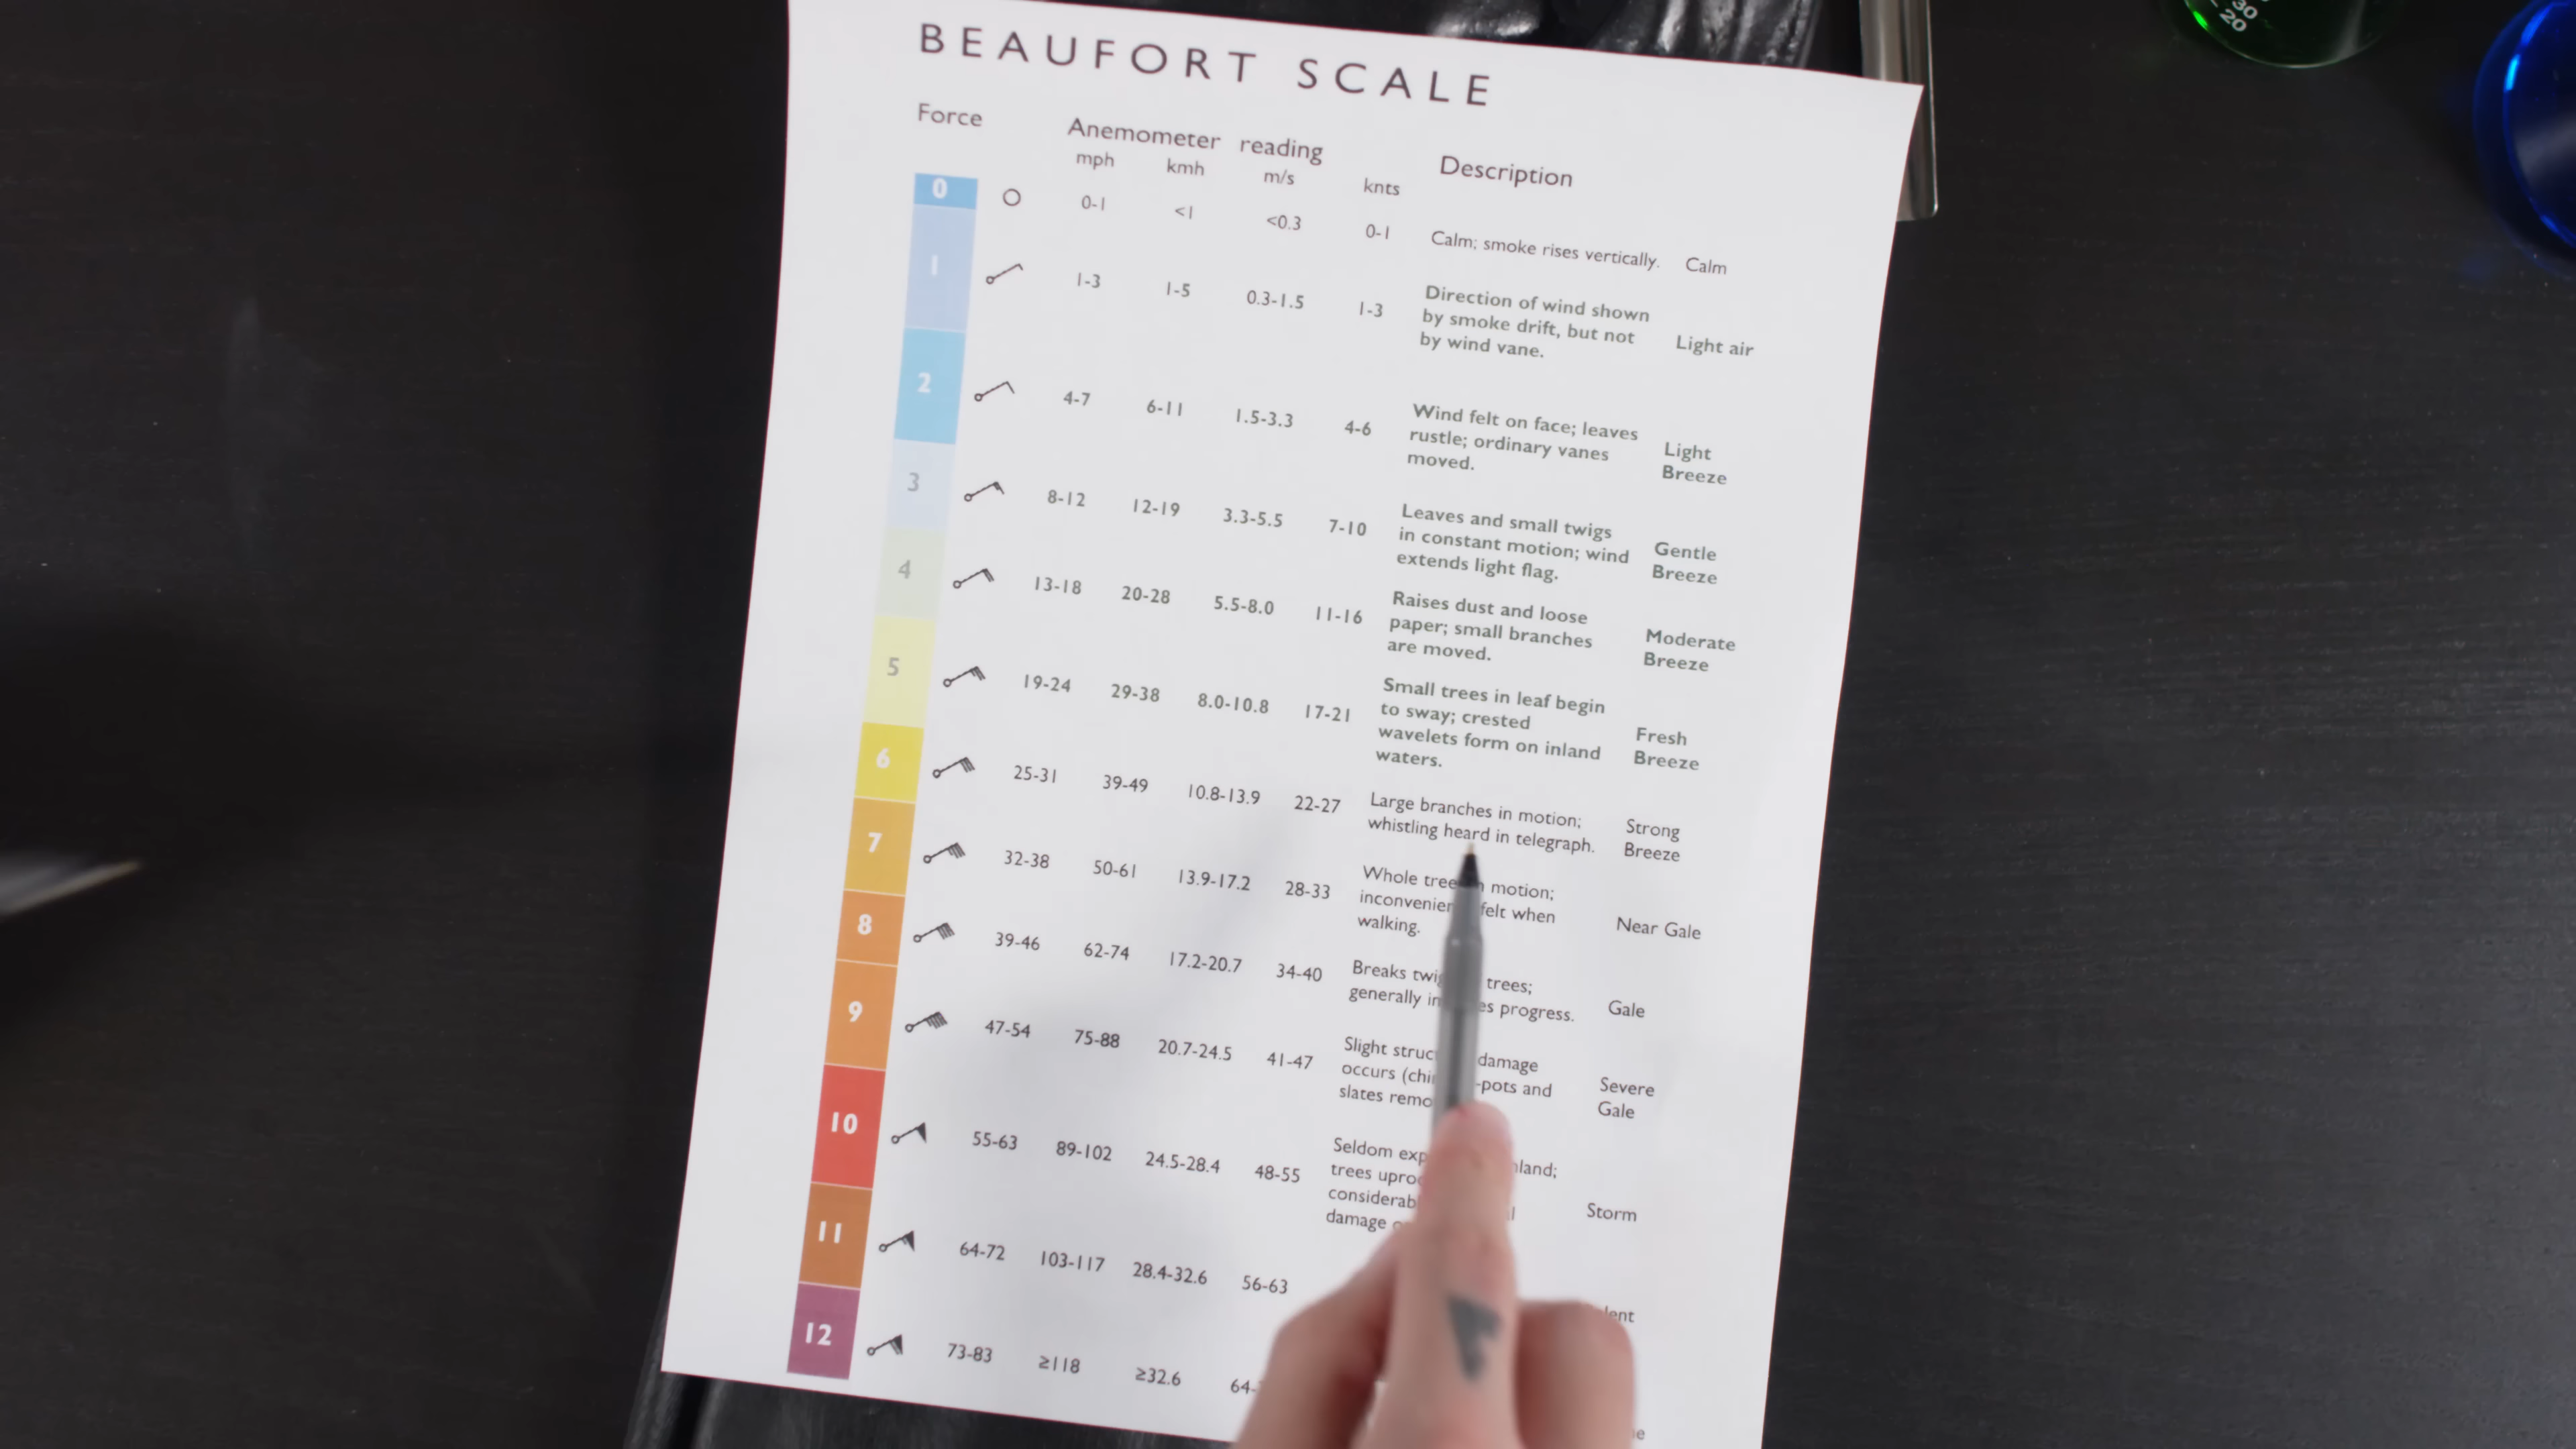 30
20
BEAUFORT SCALE
Force Anemometer reading Description
mph kmh m/s knts
0 0-1 <1 <0.3 0-1 Calm; smoke rises vertically. Calm
1 1-3 1-5 0.3-1.5 1-3 Direction of wind shown
by smoke drift, but not
by wind vane.
Light air
2 4-7 6-11 1.5-3.3 4-6 Wind felt on face; leaves
rustle; ordinary vanes
moved.
Light
Breeze
3 8-12 12-19 3.3-5.5 7-10 Leaves and small twigs
in constant motion; wind
extends light flag.
Gentle
Breeze
4 13-18 20-28 5.5-8.0 11-16 Raises dust and loose
paper; small branches
are moved.
Moderate
Breeze
5 19-24 29-38 8.0-10.8 17-21 Small trees in leaf begin
to sway; crested
wavelets form on inland
waters.
Fresh
Breeze
6 25-31 39-49 10.8-13.9 22-27 Large branches in motion;
whistling heard in telegraph.
Strong
Breeze
7 32-38 50-61 13.9-17.2 28-33 Whole motion;
felt when
walking.
Near Gale
8 39-46 62-74 17.2-20.7 34-40 Breaks trees;
generally progress.
Gale
9 47-54 75-88 20.7-24.5 41-47 Slight damage
occurs -pots and
slates
Severe
Gale
10 55-63 89-102 24.5-28.4 48-55 Seldom
trees
damage
Storm
11 64-72 103-117 28.4-32.6 56-63
12 73-83 ≥118 ≥32.6